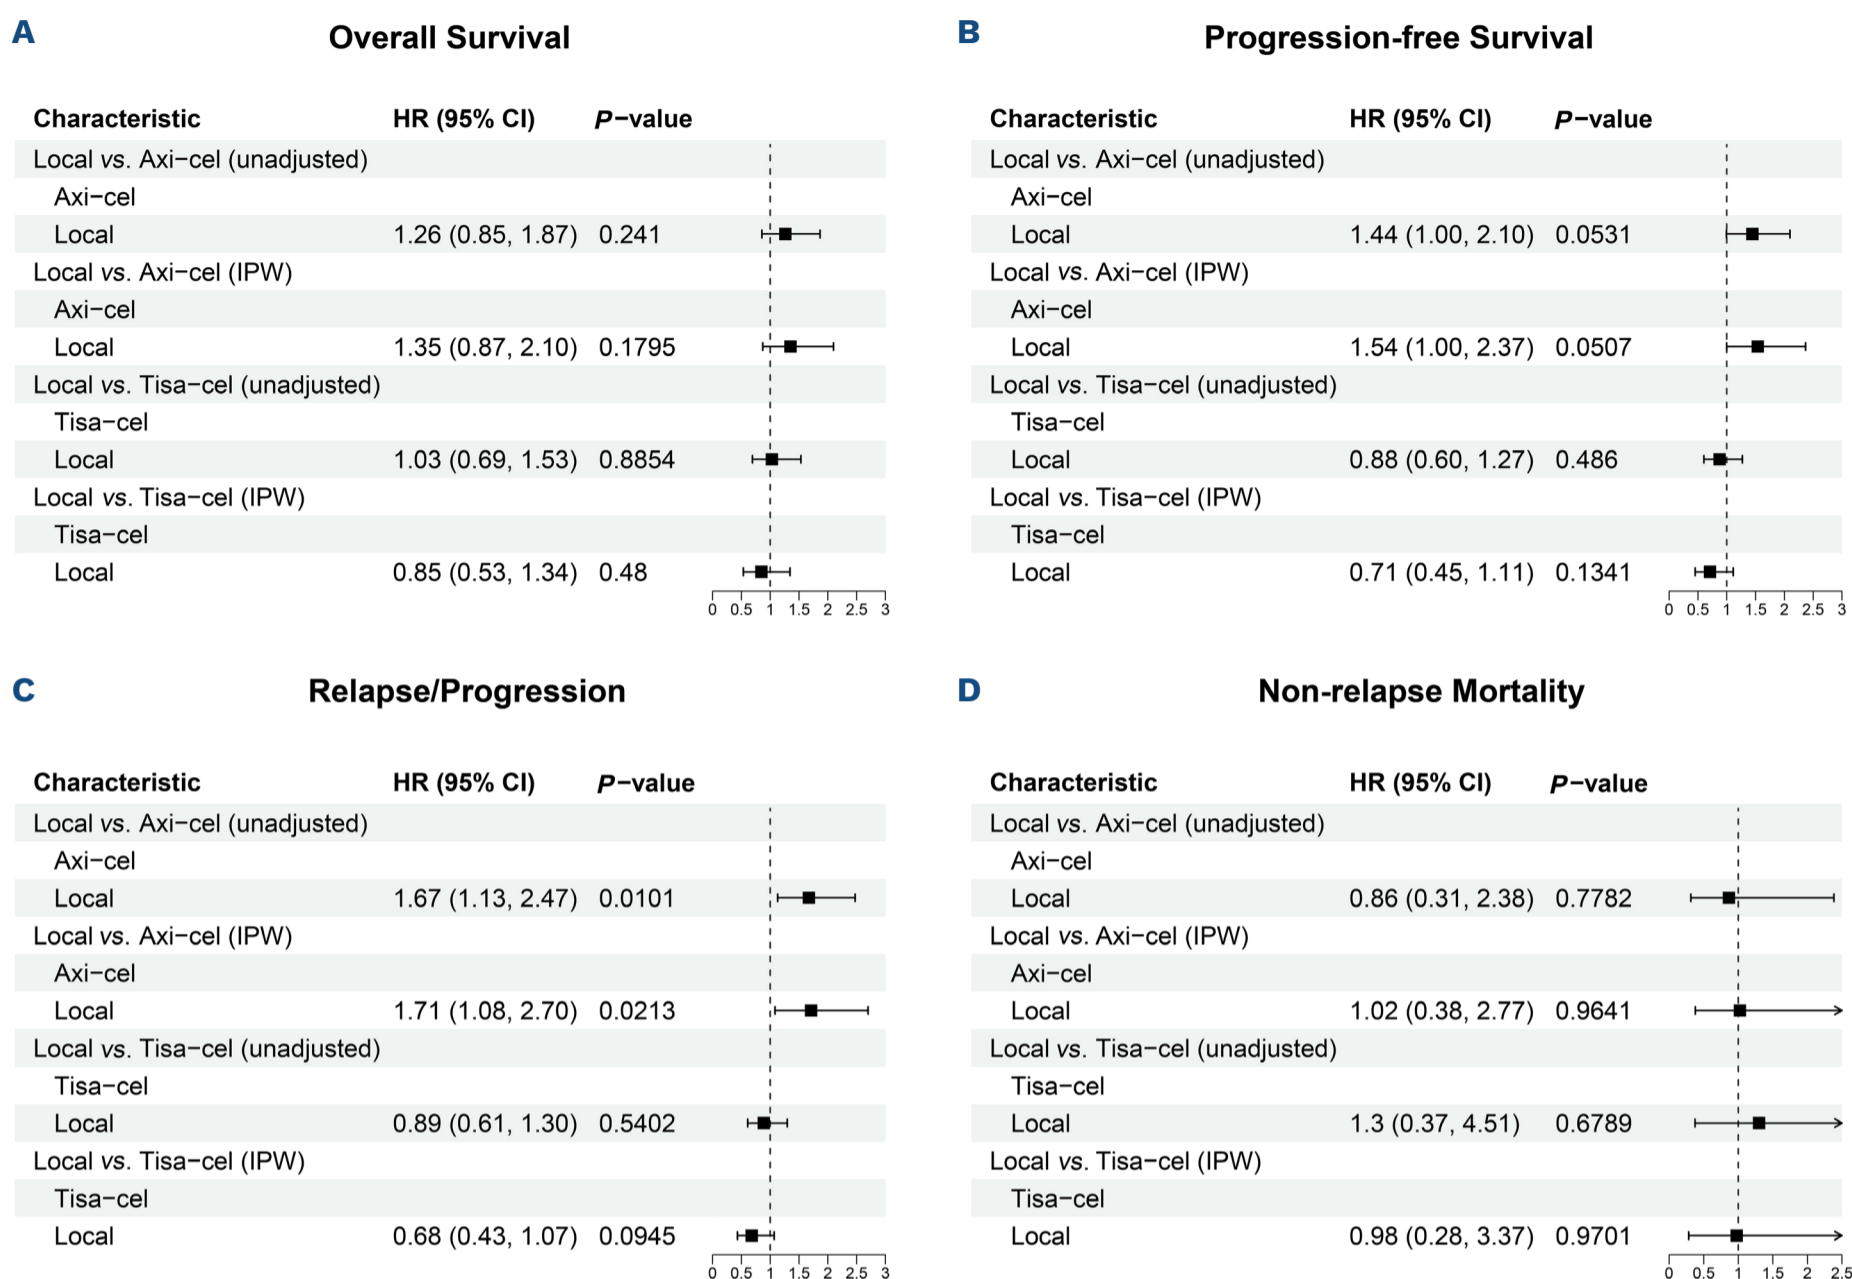 A
Overall Survival
Characteristic HR (95% CI) P−value
Local vs. Axi−cel (unadjusted)
Axi−cel
Local 1.26 (0.85, 1.87) 0.241
Local vs. Axi−cel (IPW)
Axi−cel
Local 1.35 (0.87, 2.10) 0.1795
Local vs. Tisa−cel (unadjusted)
Tisa−cel
Local 1.03 (0.69, 1.53) 0.8854
Local vs. Tisa−cel (IPW)
Tisa−cel
Local 0.85 (0.53, 1.34) 0.48
0 0.5 1 1.5 2 2.5 3
B
Progression-free Survival
Characteristic HR (95% CI) P−value
Local vs. Axi−cel (unadjusted)
Axi−cel
Local 1.44 (1.00, 2.10) 0.0531
Local vs. Axi−cel (IPW)
Axi−cel
Local 1.54 (1.00, 2.37) 0.0507
Local vs. Tisa−cel (unadjusted)
Tisa−cel
Local 0.88 (0.60, 1.27) 0.486
Local vs. Tisa−cel (IPW)
Tisa−cel
Local 0.71 (0.45, 1.11) 0.1341
0 0.5 1 1.5 2 2.5 3
C
Relapse/Progression
Characteristic HR (95% CI) P−value
Local vs. Axi−cel (unadjusted)
Axi−cel
Local 1.67 (1.13, 2.47) 0.0101
Local vs. Axi−cel (IPW)
Axi−cel
Local 1.71 (1.08, 2.70) 0.0213
Local vs. Tisa−cel (unadjusted)
Tisa−cel
Local 0.89 (0.61, 1.30) 0.5402
Local vs. Tisa−cel (IPW)
Tisa−cel
Local 0.68 (0.43, 1.07) 0.0945
0 0.5 1 1.5 2 2.5 3
D
Non-relapse Mortality
Characteristic HR (95% CI) P−value
Local vs. Axi−cel (unadjusted)
Axi−cel
Local 0.86 (0.31, 2.38) 0.7782
Local vs. Axi−cel (IPW)
Axi−cel
Local 1.02 (0.38, 2.77) 0.9641
Local vs. Tisa−cel (unadjusted)
Tisa−cel
Local 1.3 (0.37, 4.51) 0.6789
Local vs. Tisa−cel (IPW)
Tisa−cel
Local 0.98 (0.28, 3.37) 0.9701
0 0.5 1 1.5 2 2.5